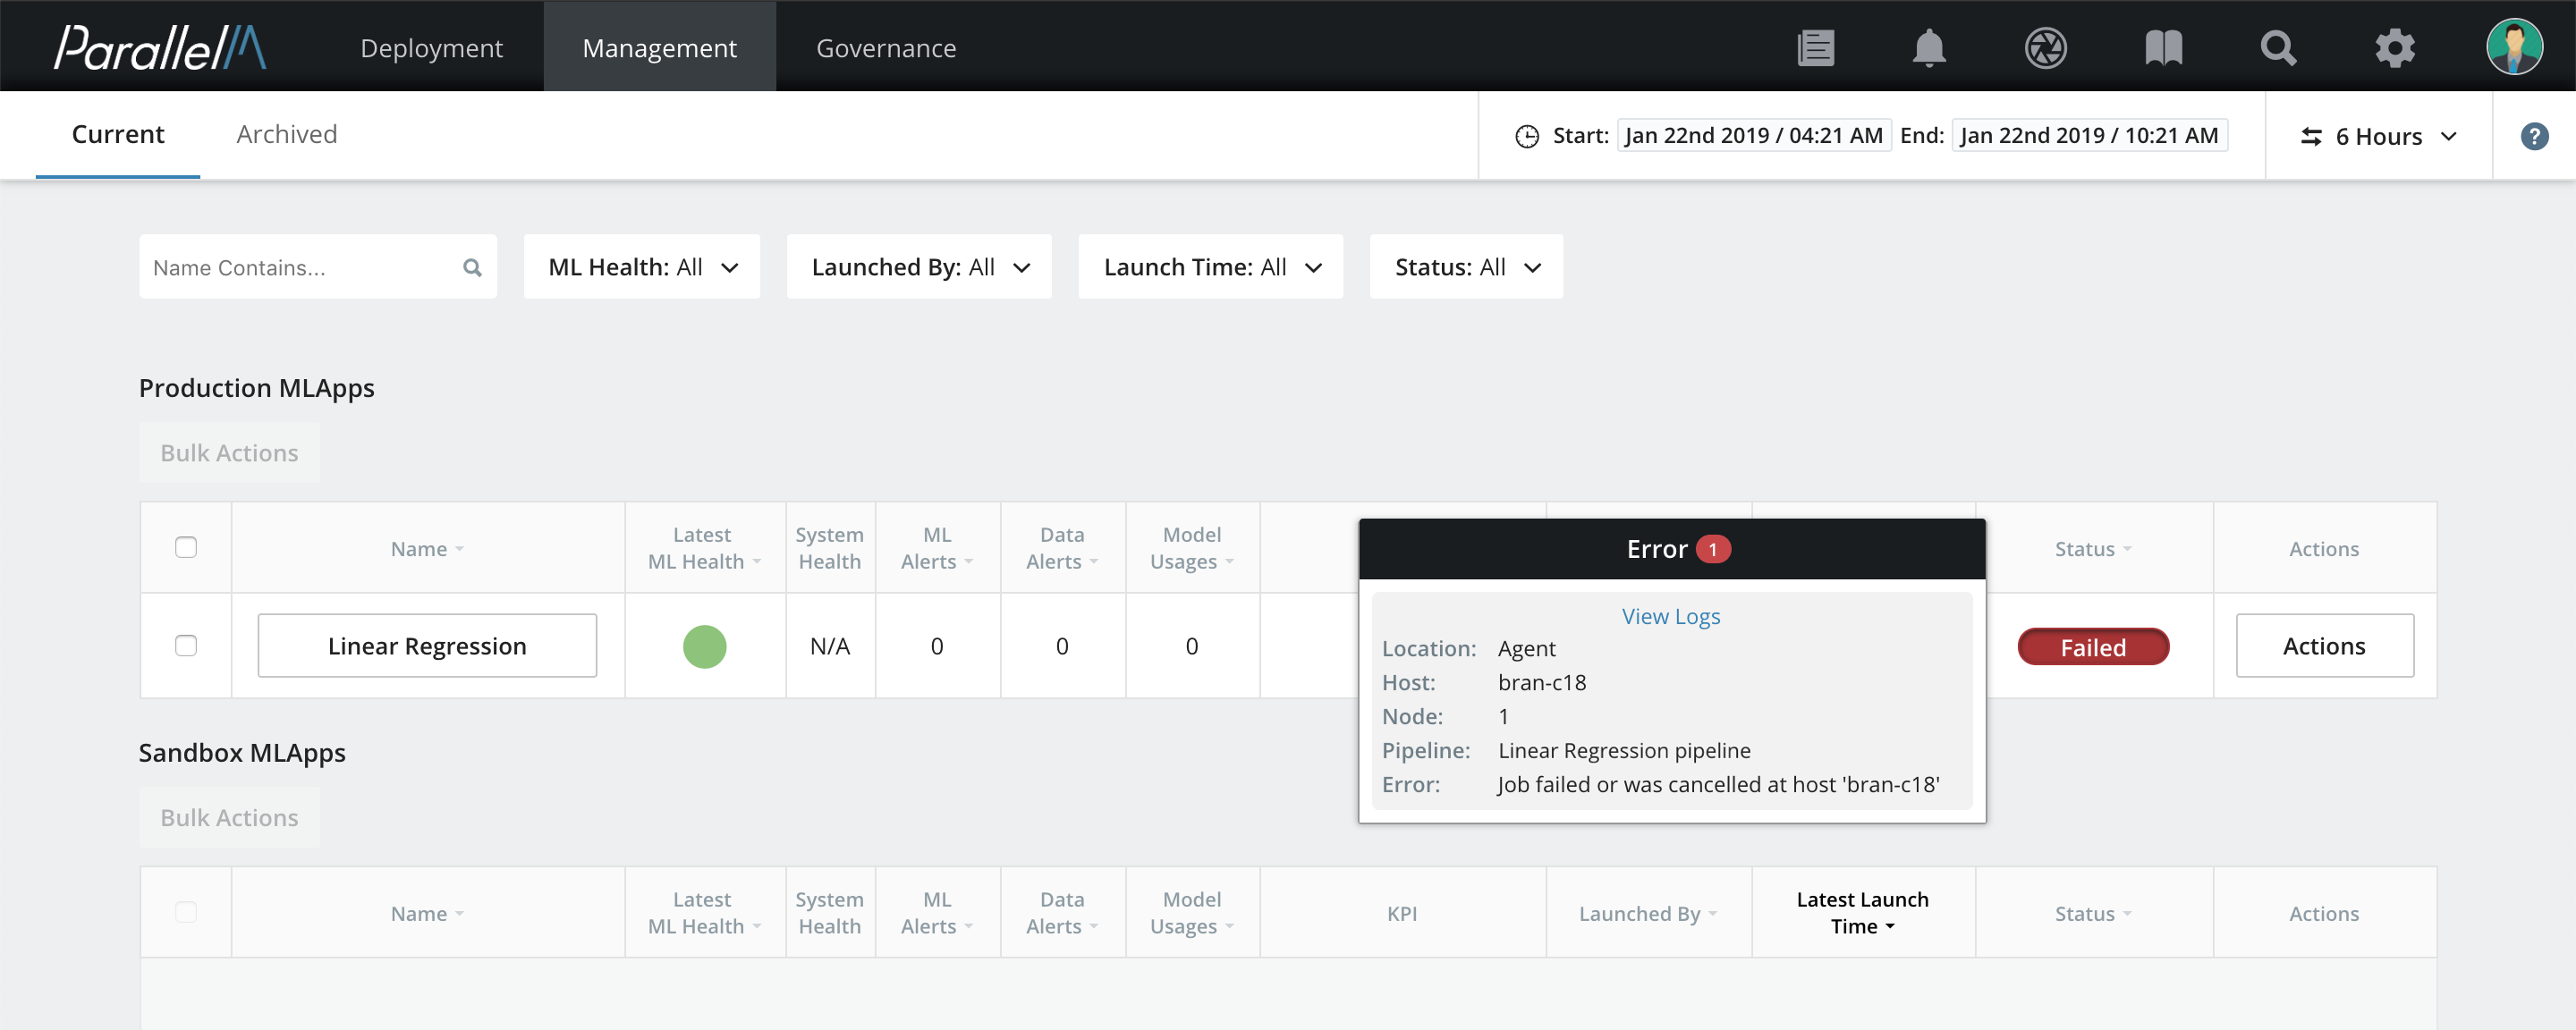 ParallelM
Deployment
Management
Governance
Current
Archived
Start: Jan 22nd 2019 / 04:21 AM End: Jan 22nd 2019 / 10:21 AM
6 Hours
?
Name Contains...
ML Health: All
Launched By: All
Launch Time: All
Status: All
Production MLApps
Bulk Actions
Name
Latest
ML Health
System
Health
ML
Alerts
Data
Alerts
Model
Usages
Status
Actions
Linear Regression
N/A
0
0
0
Failed
Actions
Error 1
View Logs
Location: Agent
Host: bran-c18
Node: 1
Pipeline: Linear Regression pipeline
Error: Job failed or was cancelled at host 'bran-c18'
Sandbox MLApps
Bulk Actions
Name
Latest
ML Health
System
Health
ML
Alerts
Data
Alerts
Model
Usages
KPI
Launched By
Latest Launch
Time
Status
Actions